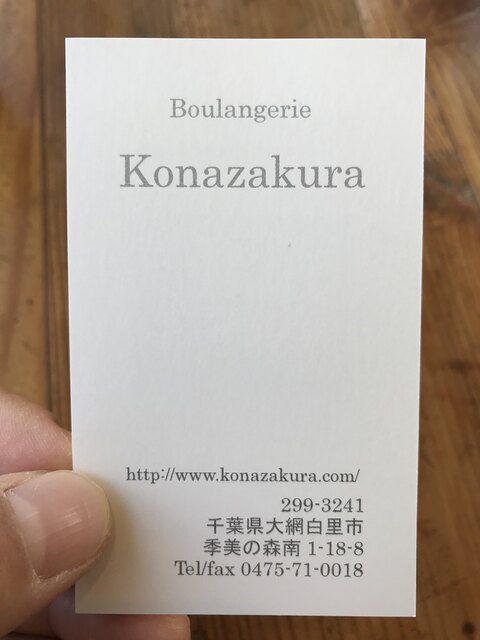 Boulangerie
Konazakura
http://www.konazakura.com/
299-3241
千葉県大網白里市
季美の森南 1-18-8
Tel/fax 0475-71-0018